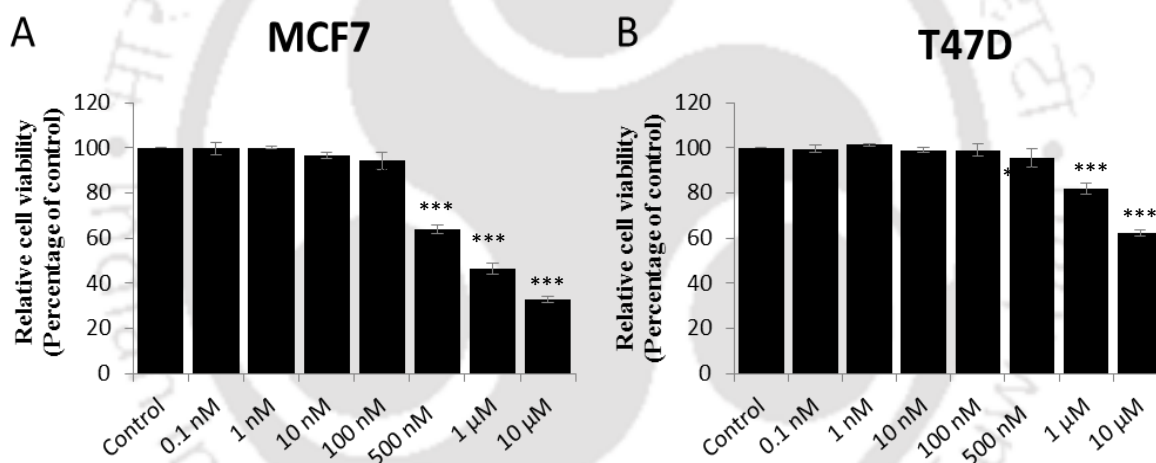 A
MCF7
Relative cell viability
(Percentage of control)
120
100
80
60
40
20
0
***
***
***
Control
0.1 nM
1 nM
10 nM
100 nM
500 nM
1 µM
10 µM
B
T47D
Relative cell viability
(Percentage of control)
120
100
80
60
40
20
0
*
***
***
Control
0.1 nM
1 nM
10 nM
100 nM
500 nM
1 µM
10 µM